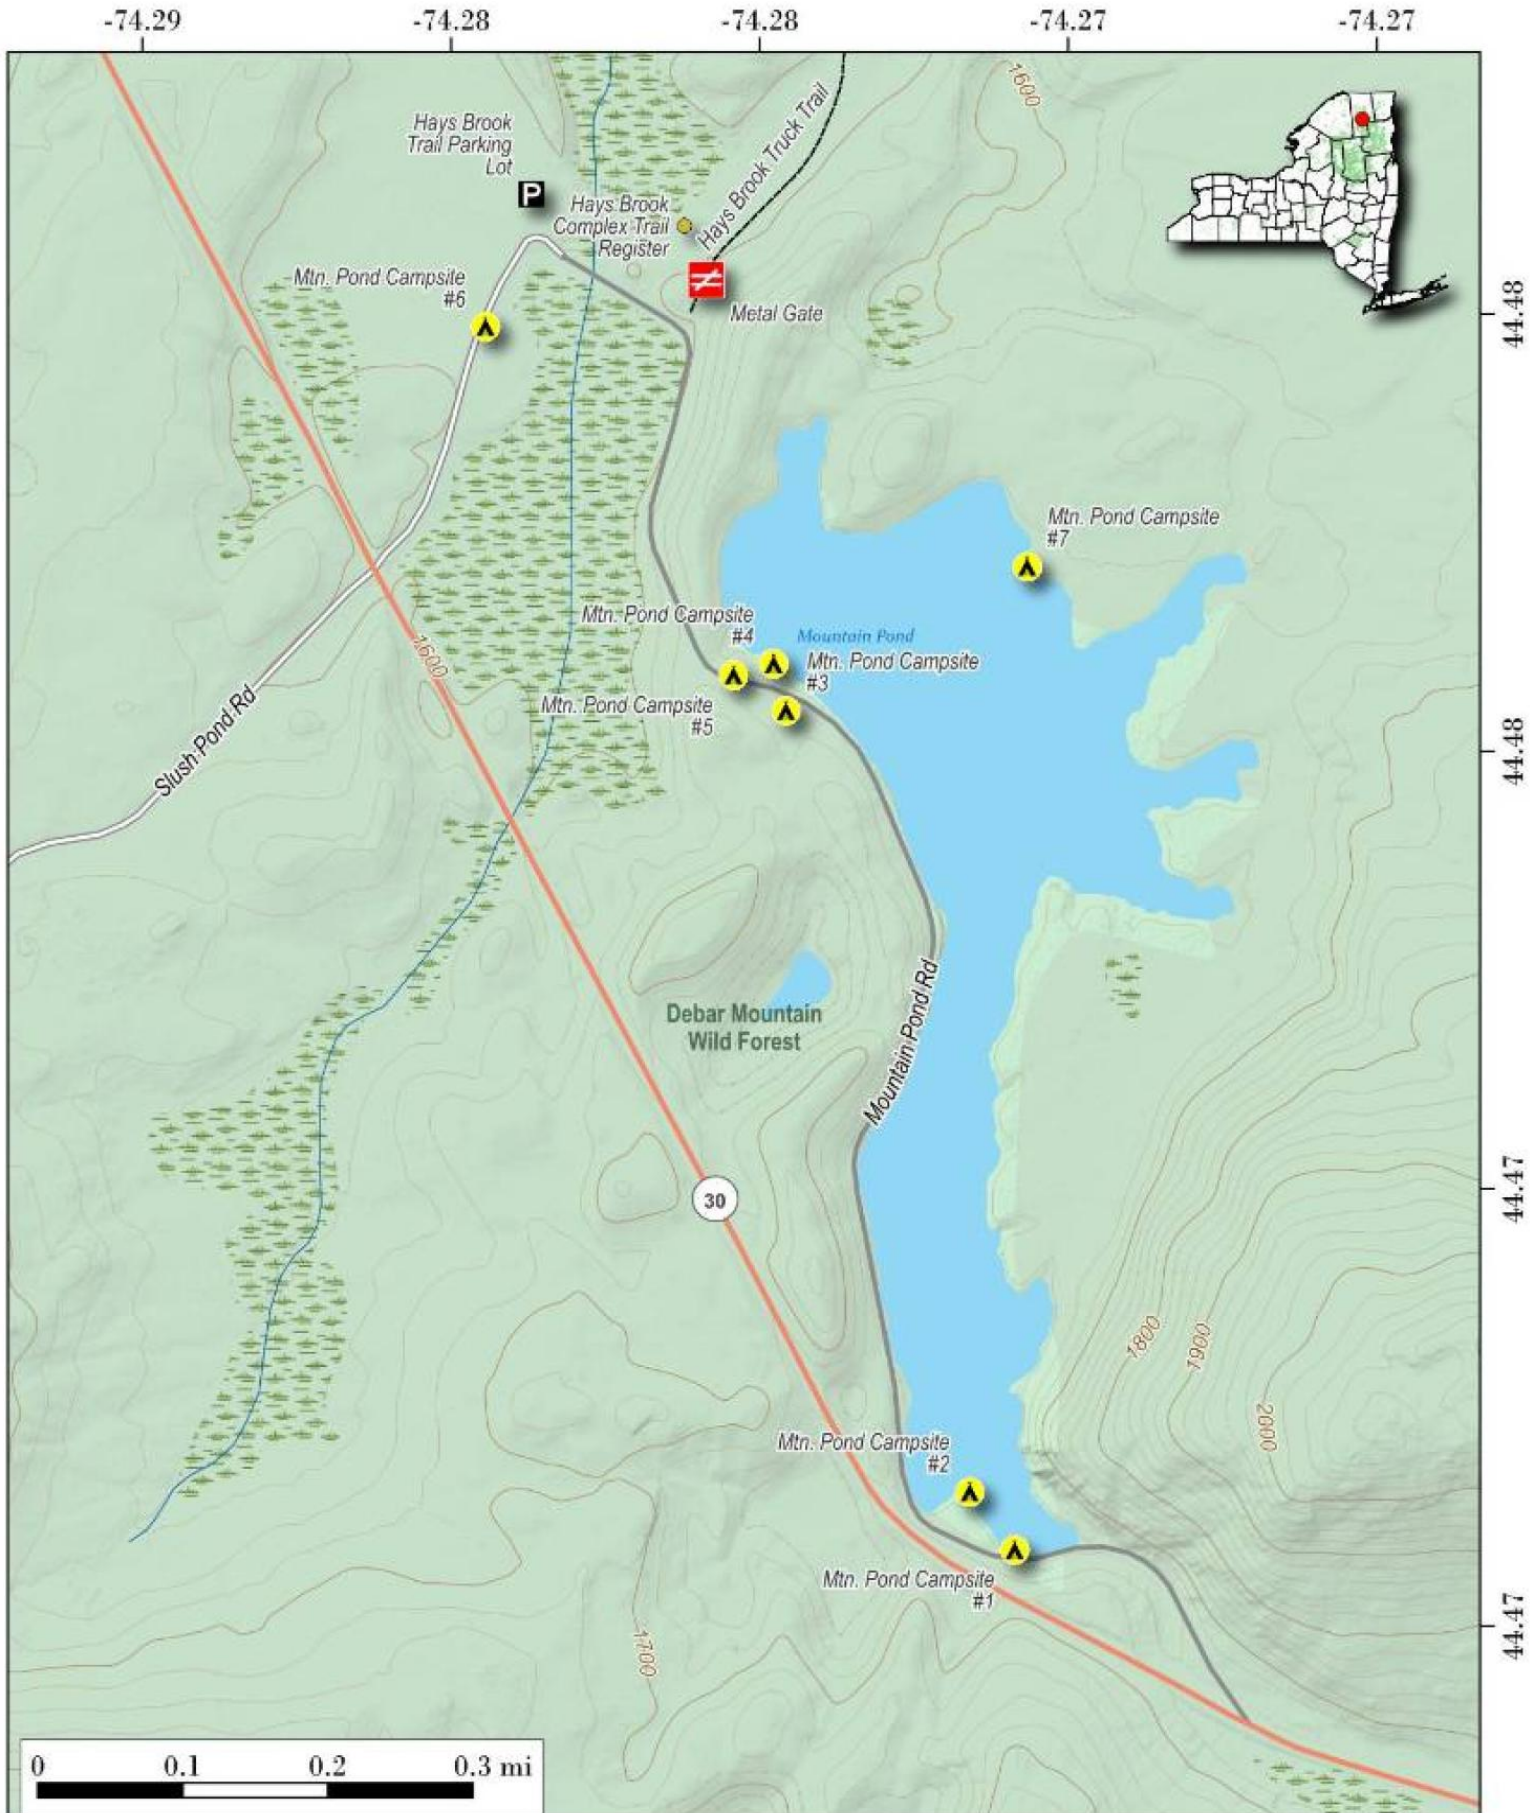 -74.29
-74.28
-74.28
-74.27
-74.27
1600
Hays Brook
Trail Parking
Lot
P
Hays Brook Truck Trail
Hays Brook
Complex Trail
Register
Mtn. Pond Campsite
#6
Metal Gate
44.48
Mtn. Pond Campsite
#7
Mtn. Pond Campsite
#4
Mountain Pond
Mtn. Pond Campsite
#3
1600
Mtn. Pond Campsite
#5
Slush Pond Rd
44.48
Debar Mountain
Wild Forest
Mountain Pond Rd
44.47
30
1800
1900
2000
Mtn. Pond Campsite
#2
Mtn. Pond Campsite
#1
1700
44.47
0
0.1
0.2
0.3 mi